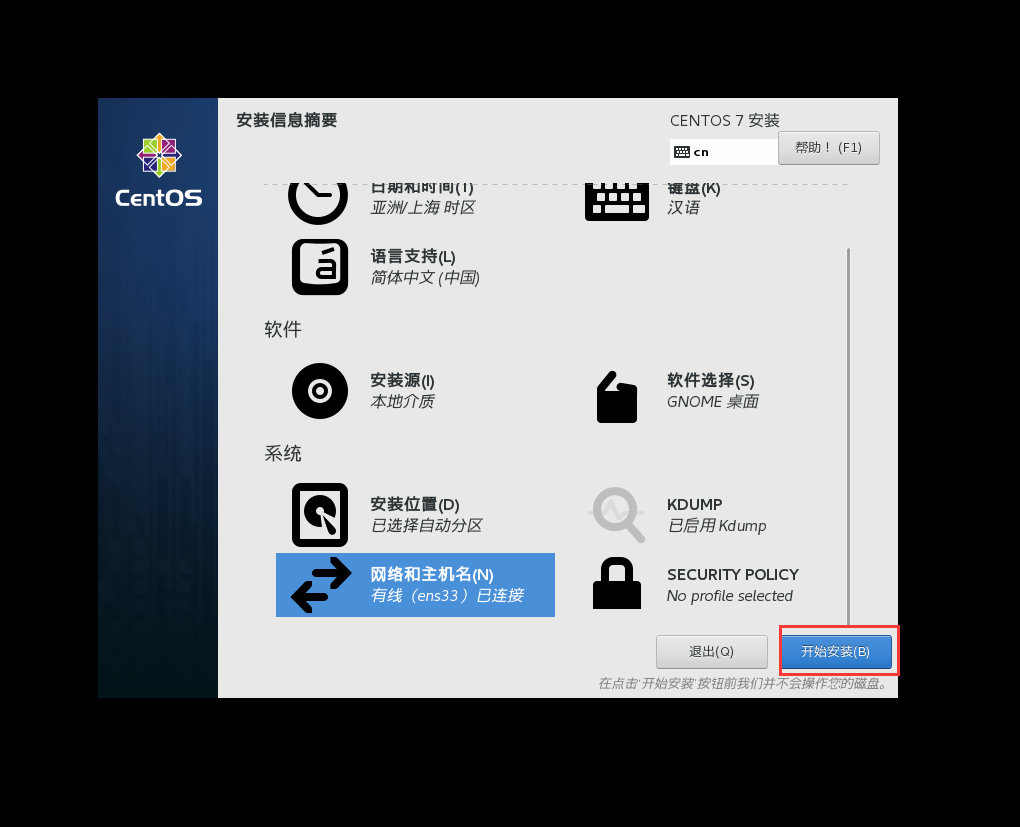 安装信息摘要
CENTOS 7 安装
cn
帮助！ (F1)
CentOS
日期和时间(T)
亚洲/上海 时区
键盘(K)
汉语
á
语言支持(L)
简体中文 (中国)
软件
安装源(I)
本地介质
软件选择(S)
GNOME 桌面
系统
安装位置(D)
已选择自动分区
KDUMP
已启用 Kdump
网络和主机名(N)
有线（ens33）已连接
SECURITY POLICY
No profile selected
退出(Q)
开始安装(B)
在点击'开始安装'按钮前我们并不会操作您的磁盘。